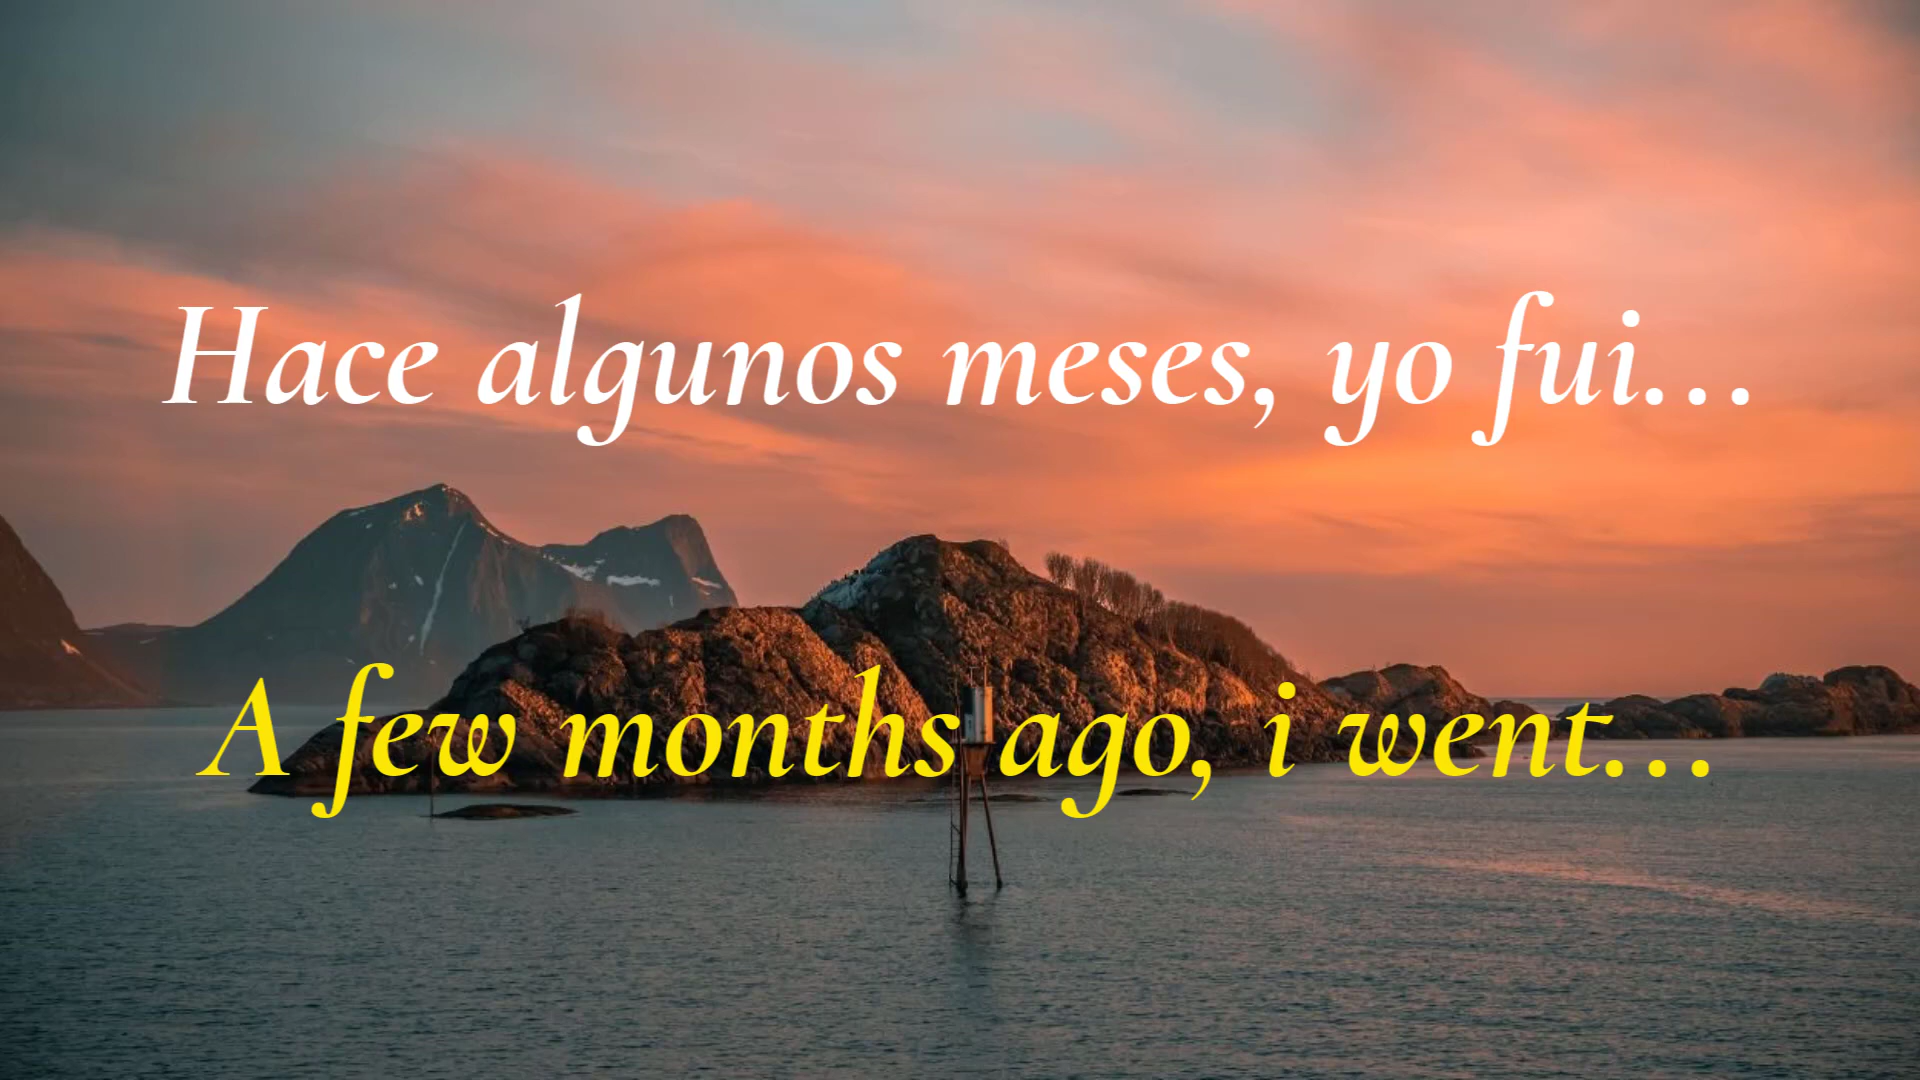 Hace algunos meses, yo fui...
A few months ago, i went...